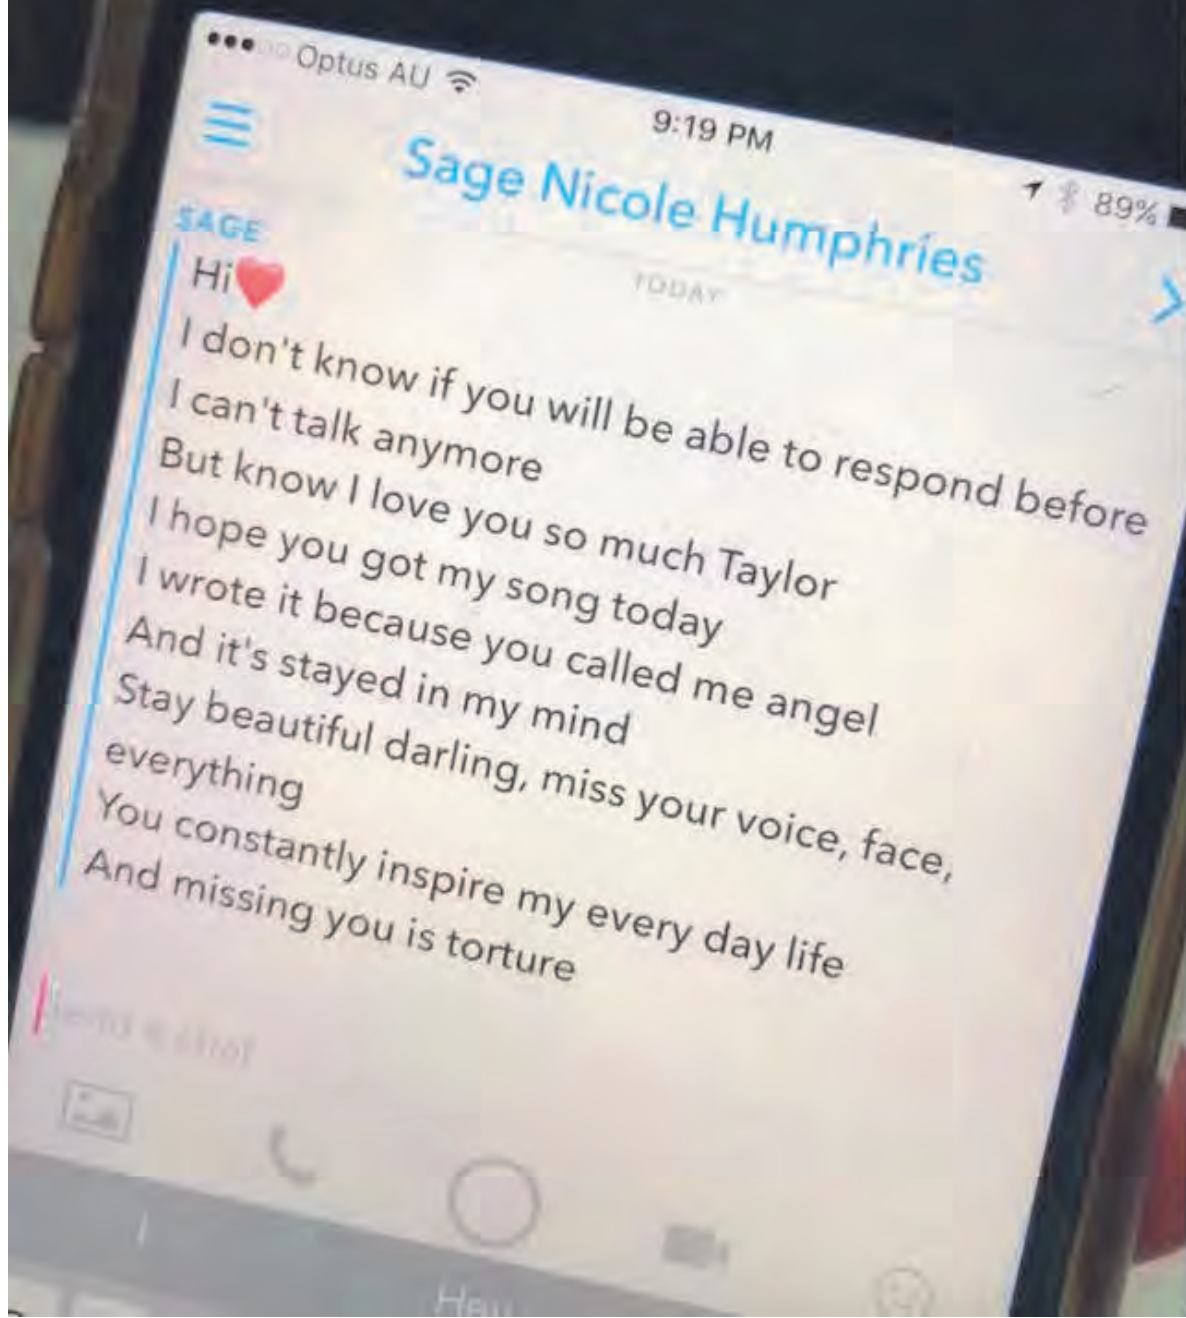 Optus AU
9:19 PM
89%
Sage Nicole Humphries
TODAY
SAGE
Hi❤️
I don't know if you will be able to respond before
I can't talk anymore
But know I love you so much Taylor
I hope you got my song today
I wrote it because you called me angel
And it's stayed in my mind
Stay beautiful darling, miss your voice, face,
everything
You constantly inspire my every day life
And missing you is torture
Send a chat
I
Hey